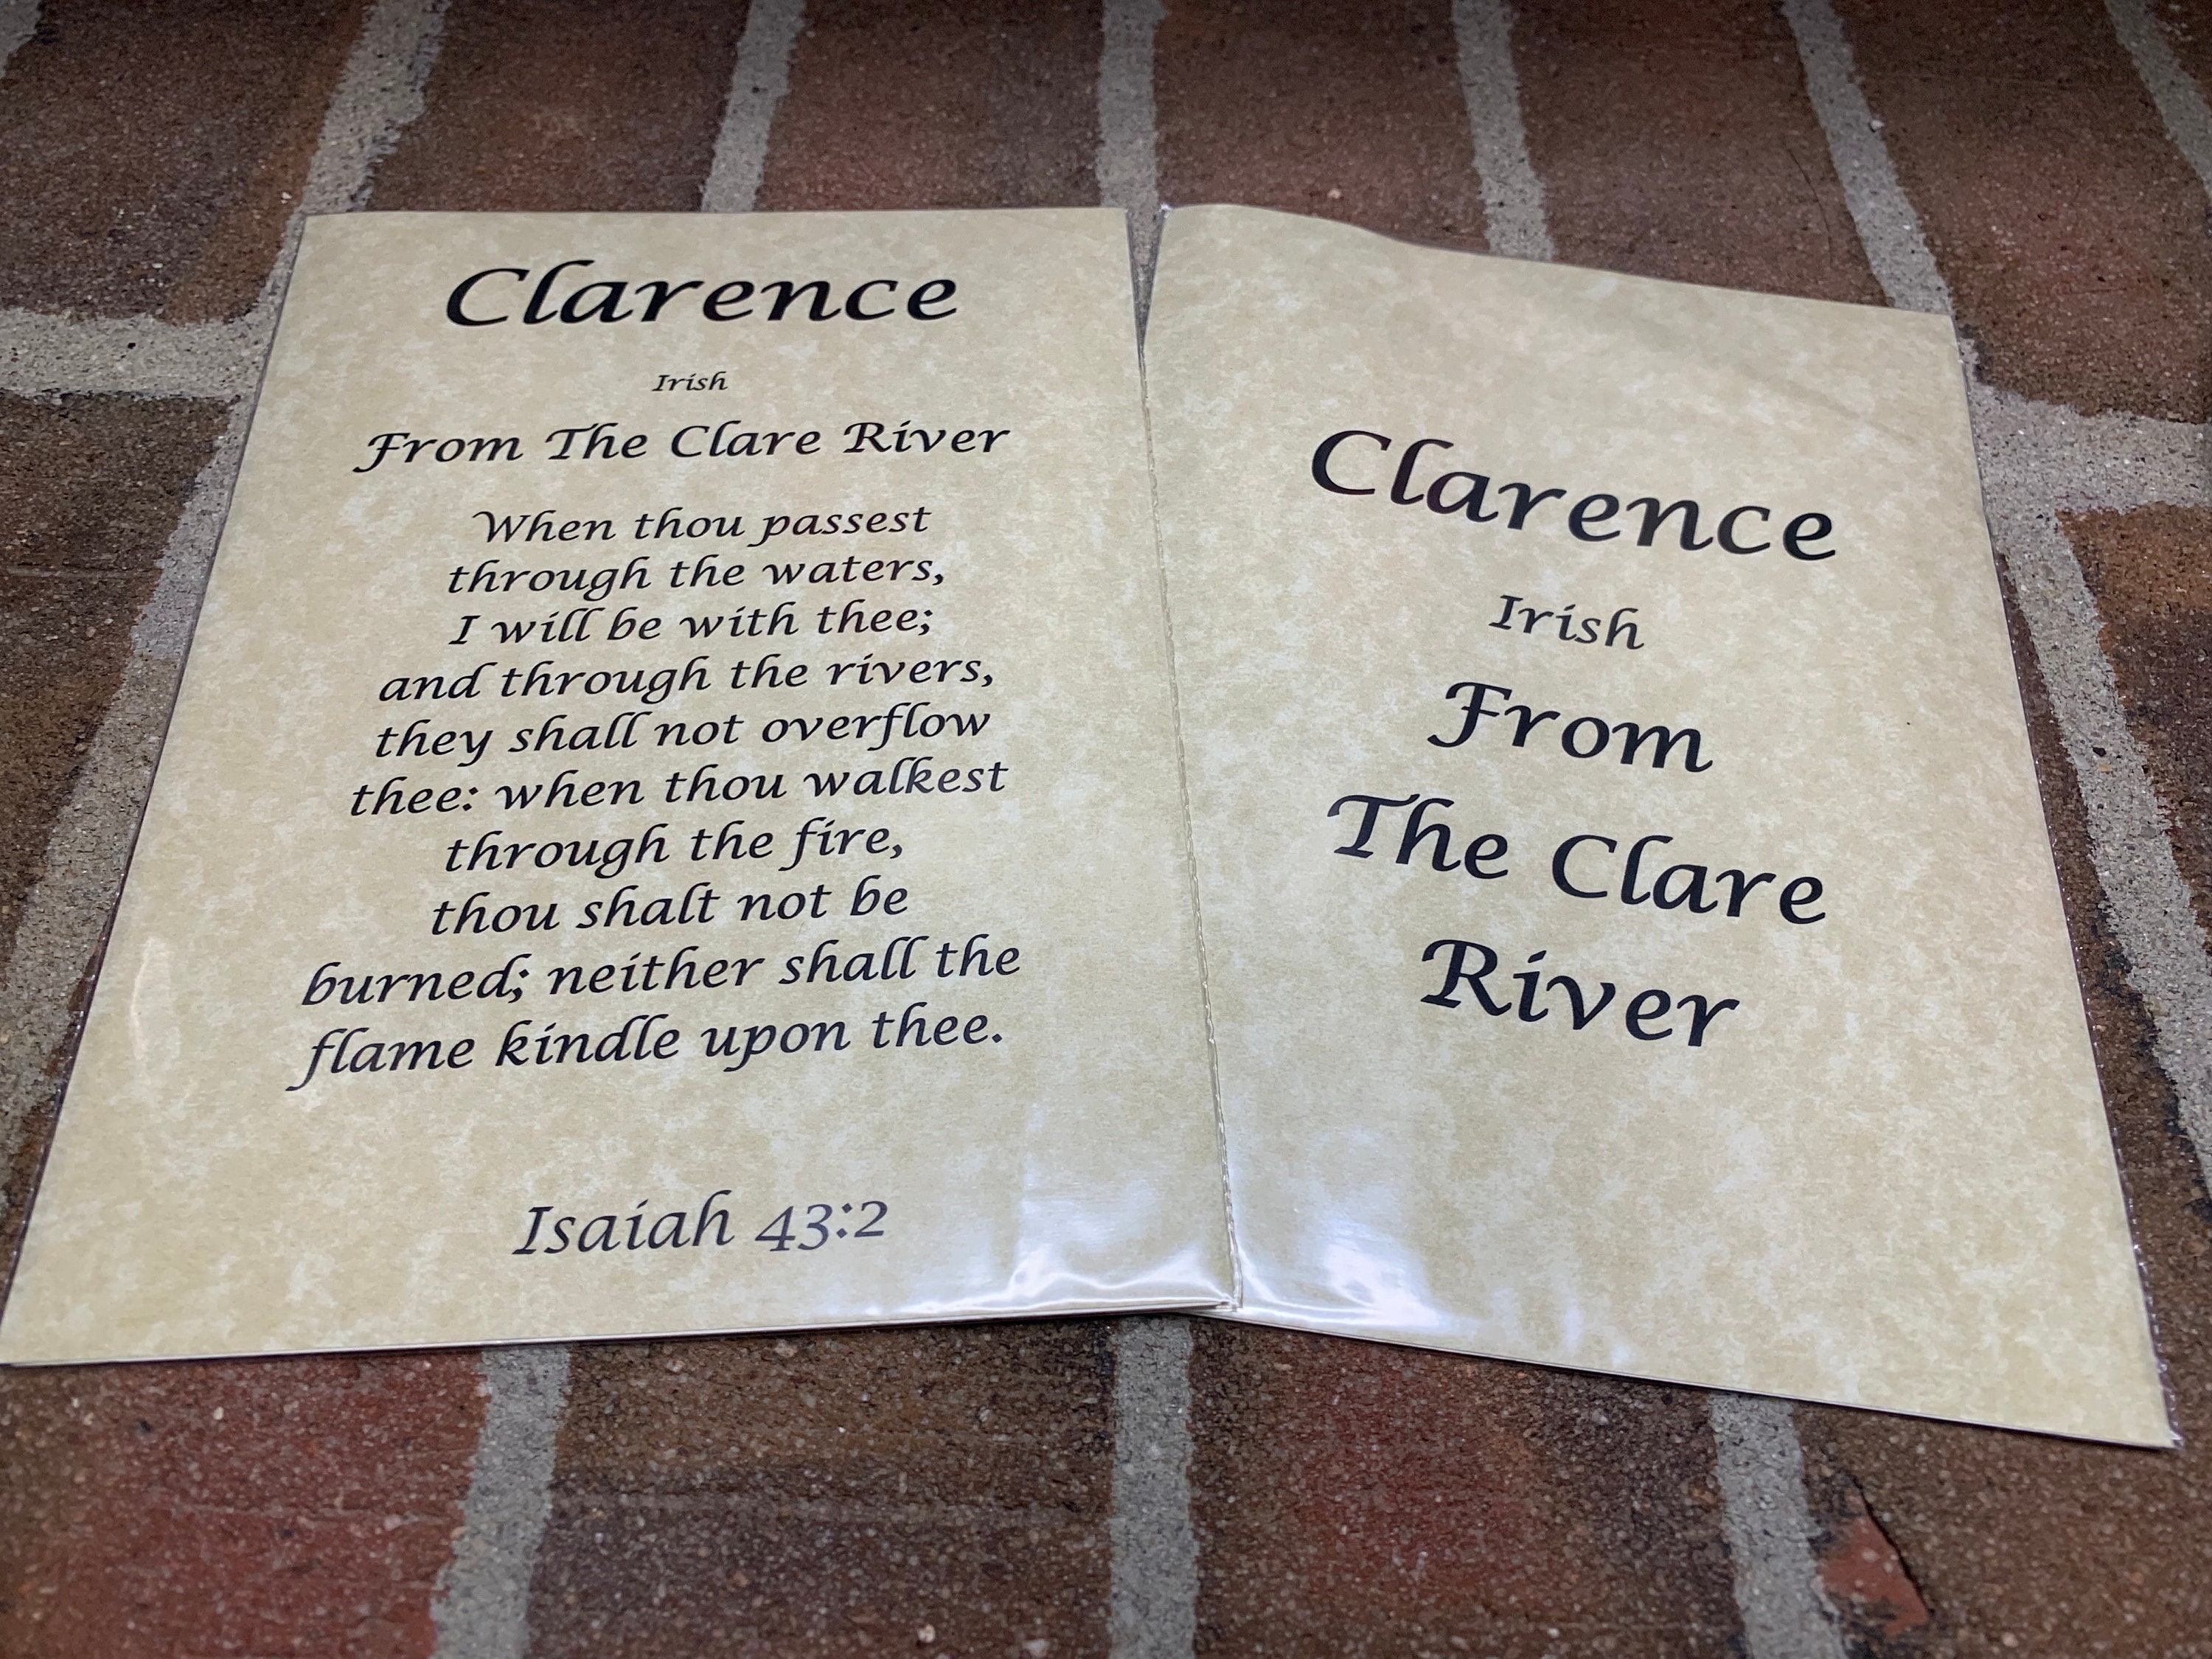 Clarence
Irish
From The Clare River
When thou passest
through the waters,
I will be with thee;
and through the rivers,
they shall not overflow
thee: when thou walkest
through the fire,
thou shalt not be
burned; neither shall the
flame kindle upon thee.
Isaiah 43:2
Clarence
Irish
From
The Clare
River